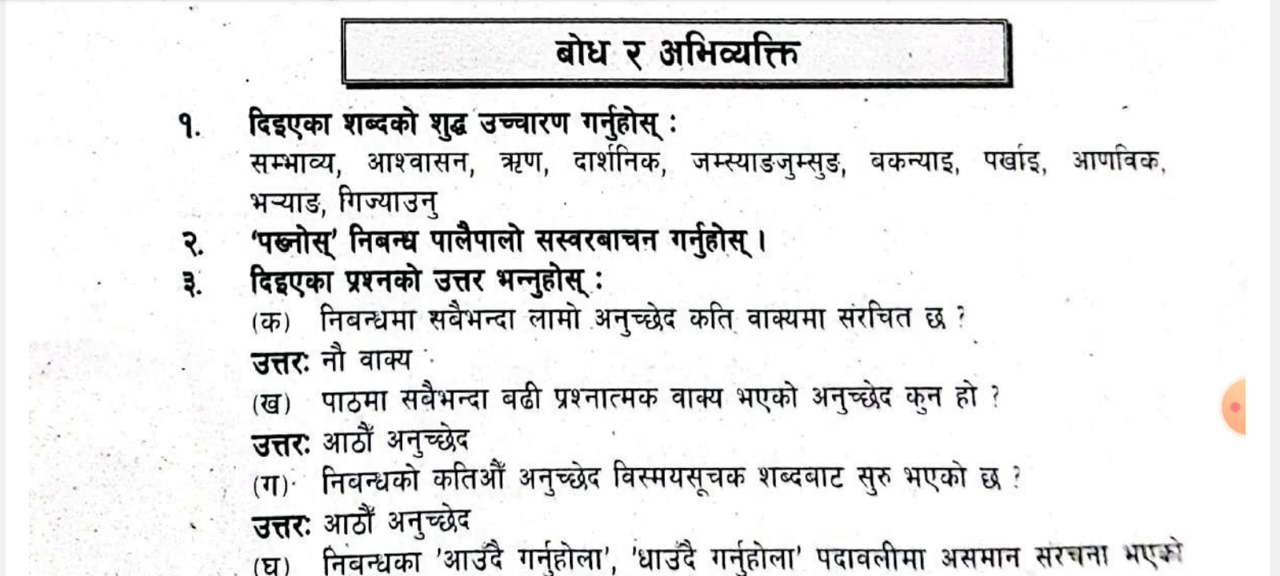 बोध र अभिव्यक्ति
१. दिइएका शब्दको शुद्ध उच्चारण गर्नुहोस् :
सम्भाव्य, आश्वासन, ऋण, दार्शनिक, जम्स्याङजुम्सुङ, बकन्याइ, पर्खाइ, आणविक,
भऱ्याङ, गिज्याउनु
२. 'पख्नोस्' निबन्ध पालैपालो सस्वरबाचन गर्नुहोस् ।
३. दिइएका प्रश्नको उत्तर भन्नुहोस् :
(क) निबन्धमा सबैभन्दा लामो अनुच्छेद कति वाक्यमा संरचित छ ?
उत्तर: नौ वाक्य
(ख) पाठमा सबैभन्दा बढी प्रश्नात्मक वाक्य भएको अनुच्छेद कुन हो ?
उत्तर: आठौँ अनुच्छेद
(ग) निबन्धको कतिऔँ अनुच्छेद विस्मयसूचक शब्दबाट सुरु भएको छ ?
उत्तर: आठौँ अनुच्छेद
(घ) निबन्धका 'आउँदै गर्नुहोला', 'धाउँदै गर्नुहोला' पदावलीमा असमान संरचना भएको